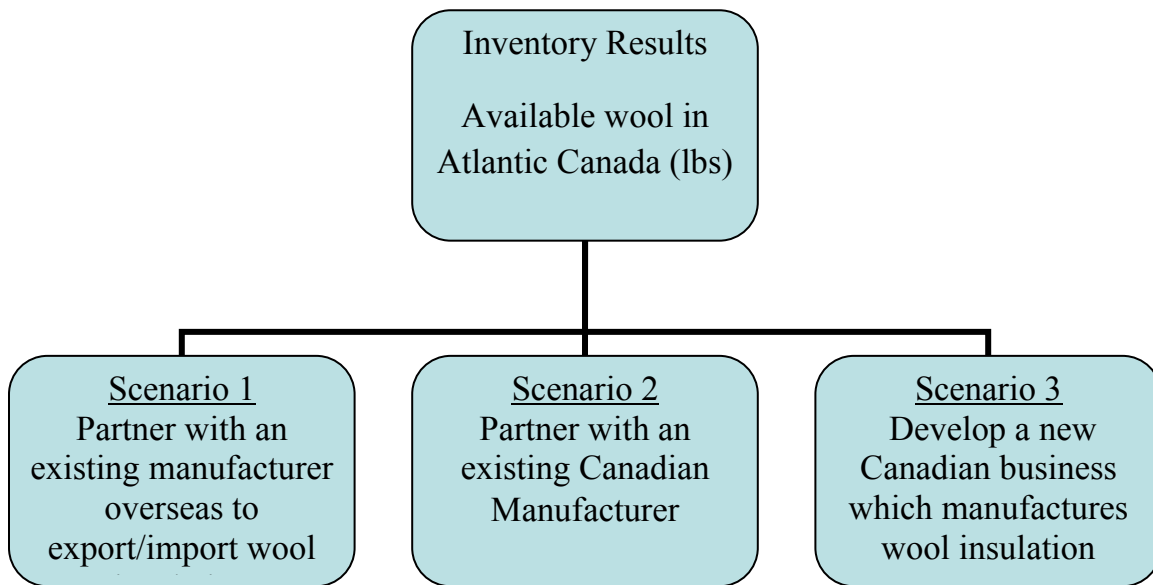 Inventory Results
Available wool in
Atlantic Canada (lbs)
Scenario 1
Partner with an
existing manufacturer
overseas to
export/import wool
Scenario 2
Partner with an
existing Canadian
Manufacturer
Scenario 3
Develop a new
Canadian business
which manufactures
wool insulation